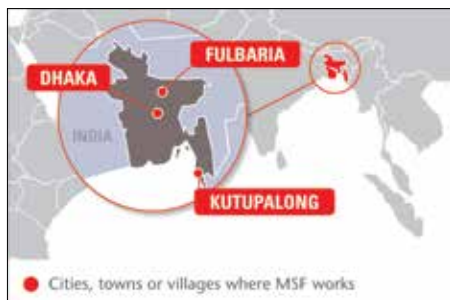 FULBARIA
DHAKA
INDIA
KUTUPALONG
Cities, towns or villages where MSF works